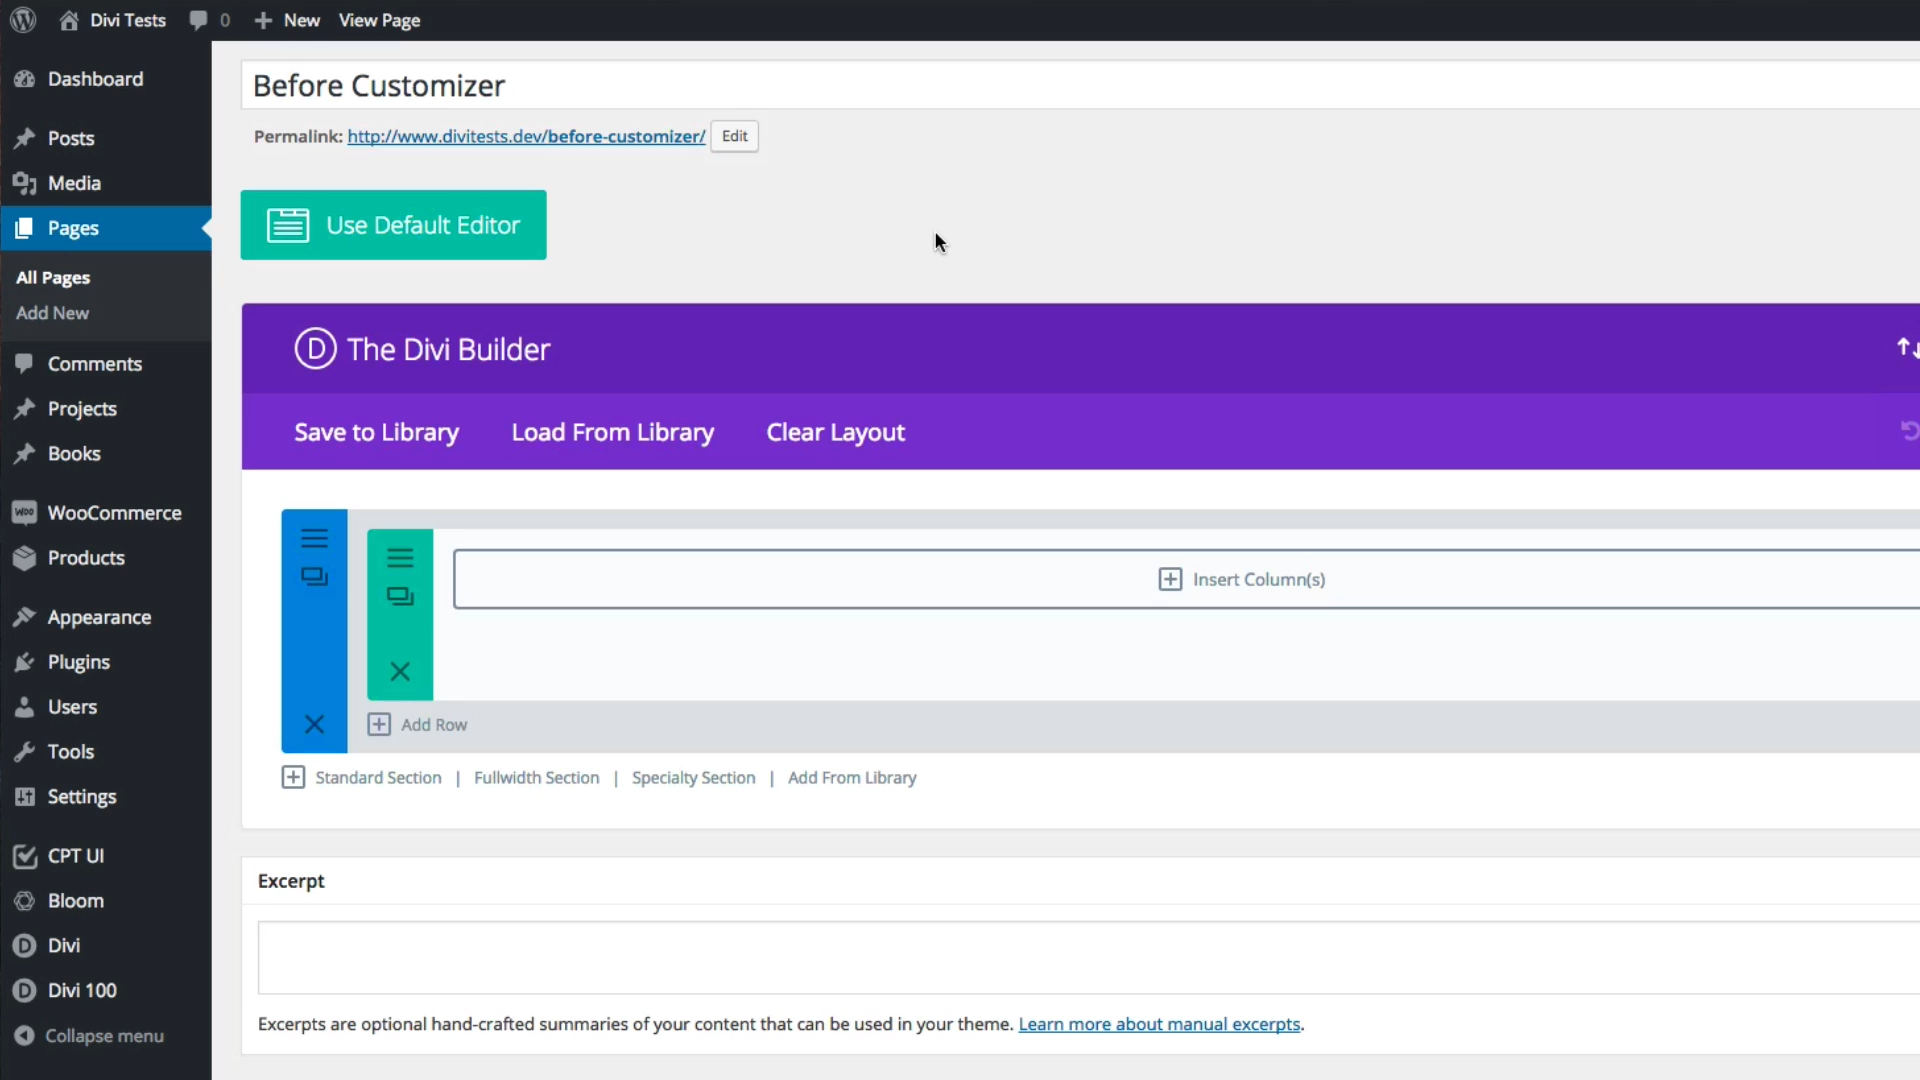 Divi Tests 0 New View Page
Dashboard
Posts
Media
Pages
All Pages
Add New
Comments
Projects
Books
WooCommerce
Products
Appearance
Plugins
Users
Tools
Settings
CPT UI
Bloom
Divi
Divi 100
Collapse menu
Before Customizer
Permalink: http://www.divitests.dev/before-customizer/ Edit
Use Default Editor
D The Divi Builder
Save to Library Load From Library Clear Layout
Insert Column(s)
Add Row
Standard Section | Fullwidth Section | Specialty Section | Add From Library
Excerpt
Excerpts are optional hand-crafted summaries of your content that can be used in your theme. Learn more about manual excerpts.